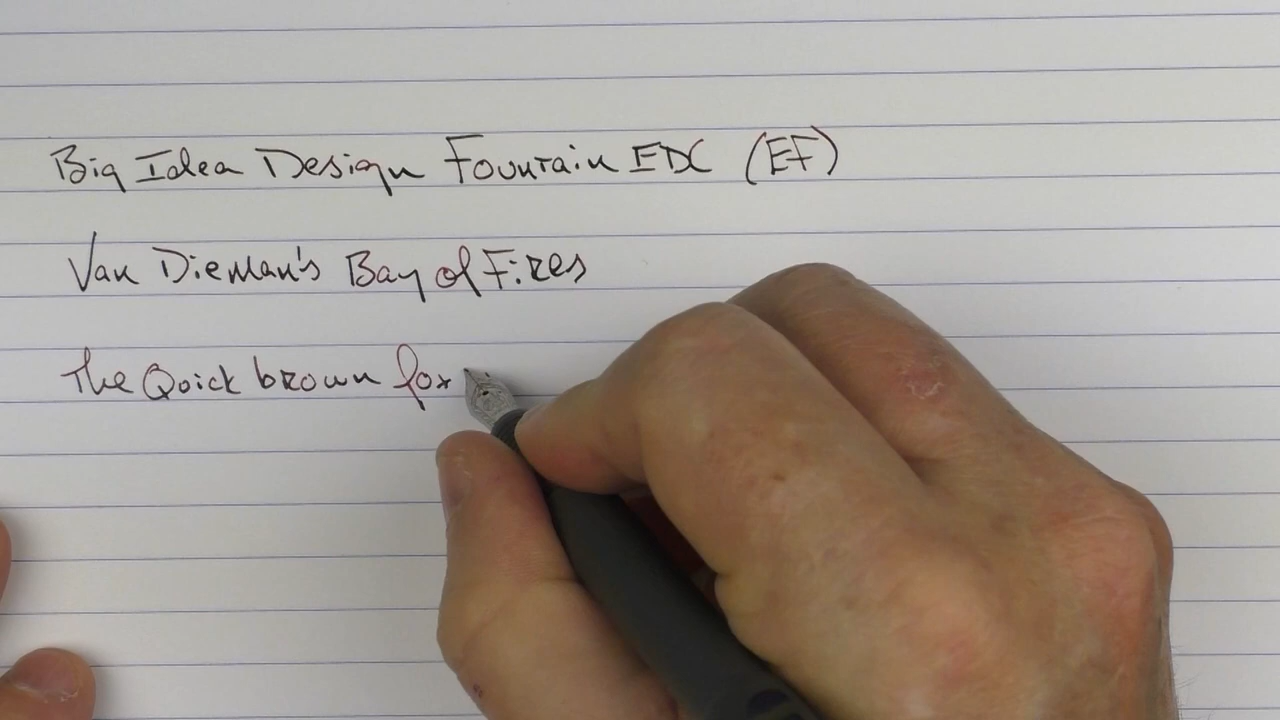 Big Idea Design Fountain EDC (EF)
Van Dieman's Bay of Fires
The Quick brown fox